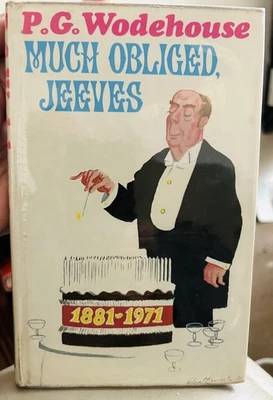 P.G. Wodehouse
MUCH OBLIGED,
JEEVES
1881-1971